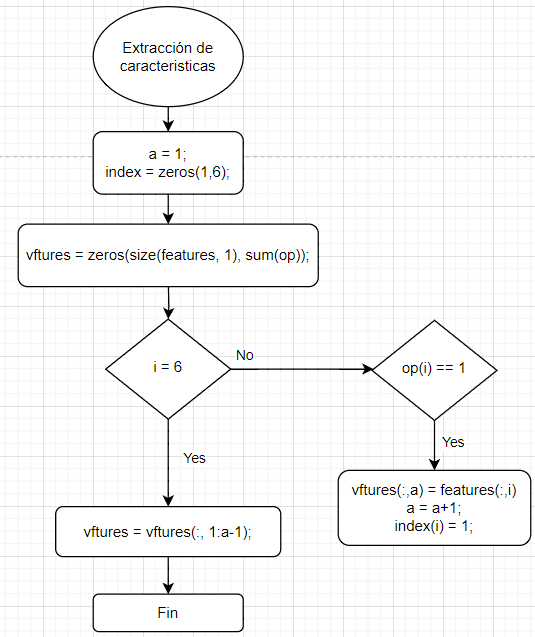 Extracción de
caracteristicas
a = 1;
index = zeros(1,6);
vftures = zeros(size(features, 1), sum(op));
i = 6
No
op(i) == 1
Yes
Yes
vftures(:,a) = features(:,i)
a = a+1;
index(i) = 1;
vftures = vftures(:, 1:a-1);
Fin